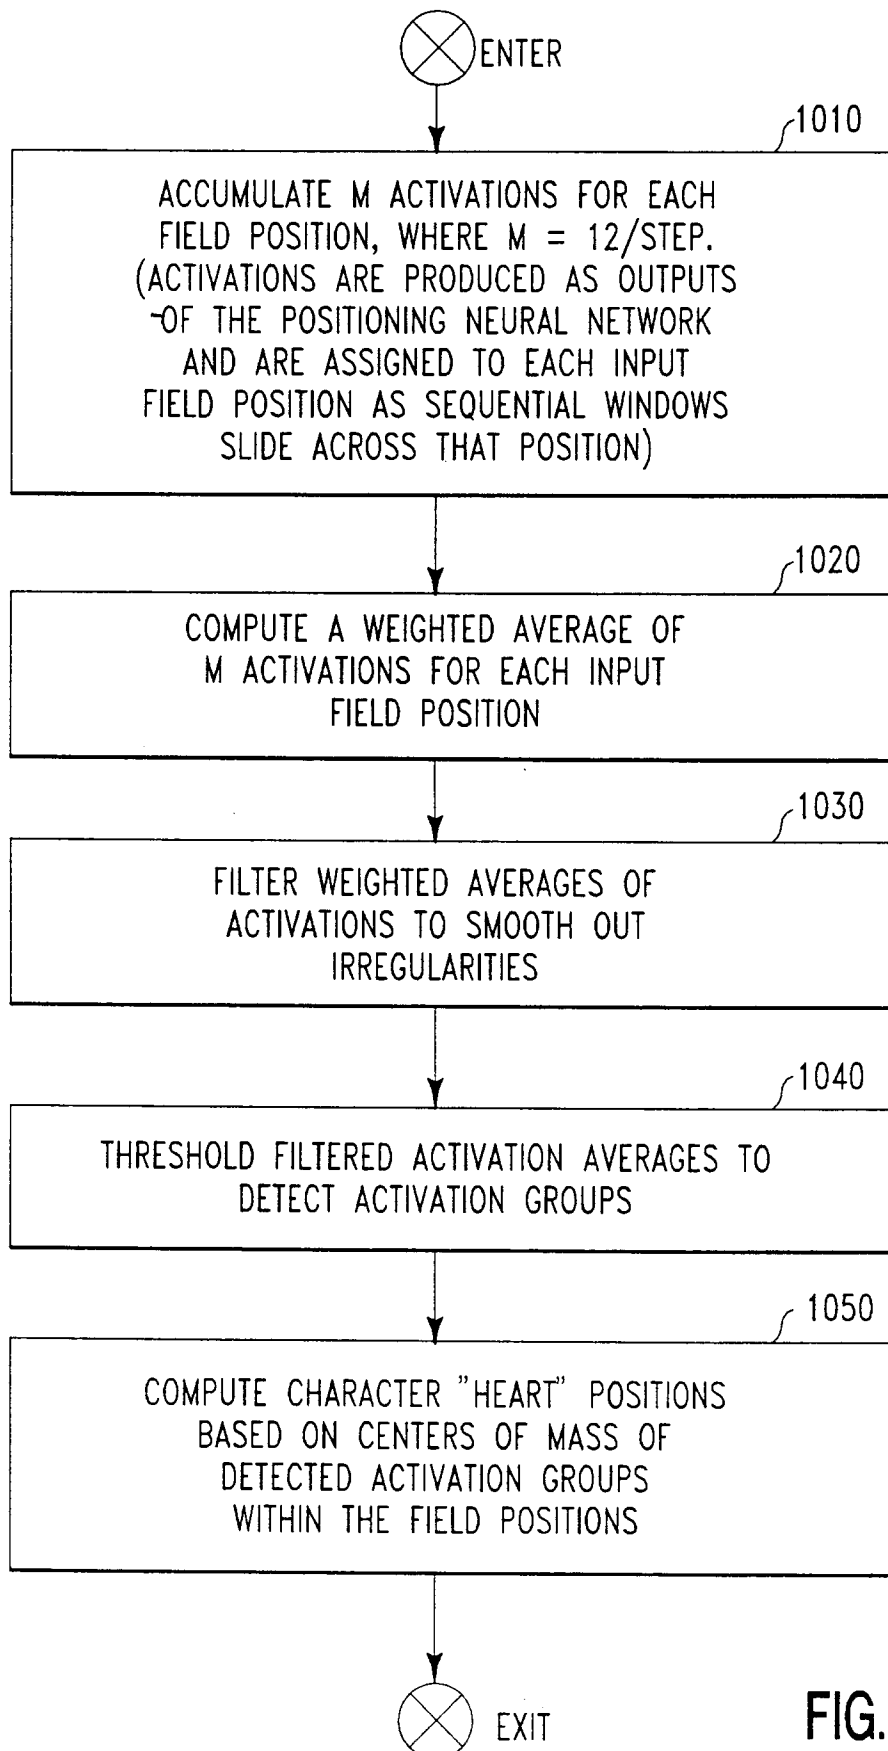 ENTER
1010
ACCUMULATE M ACTIVATIONS FOR EACH
FIELD POSITION, WHERE M = 12/STEP.
(ACTIVATIONS ARE PRODUCED AS OUTPUTS
OF THE POSITIONING NEURAL NETWORK
AND ARE ASSIGNED TO EACH INPUT
FIELD POSITION AS SEQUENTIAL WINDOWS
SLIDE ACROSS THAT POSITION)
1020
COMPUTE A WEIGHTED AVERAGE OF
M ACTIVATIONS FOR EACH INPUT
FIELD POSITION
1030
FILTER WEIGHTED AVERAGES OF
ACTIVATIONS TO SMOOTH OUT
IRREGULARITIES
1040
THRESHOLD FILTERED ACTIVATION AVERAGES TO
DETECT ACTIVATION GROUPS
1050
COMPUTE CHARACTER "HEART" POSITIONS
BASED ON CENTERS OF MASS OF
DETECTED ACTIVATION GROUPS
WITHIN THE FIELD POSITIONS
EXIT
FIG.